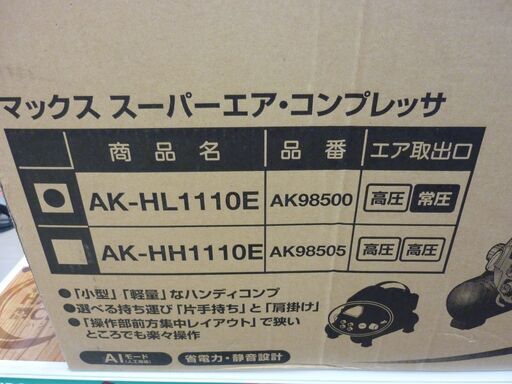 マックス スーパーエア・コンプレッサ
商品名 品番 エア取出口
● AK-HL1110E AK98500 高圧 常圧
AK-HH1110E AK98505 高圧 高圧
●「小型」「軽量」なハンディコンプ
●選べる持ち運び「片手持ち」と「肩掛け」
●「操作部前方集中レイアウト」で狭い
ところでも楽々操作
AIモード 省電力・静音設計
(人工知能)